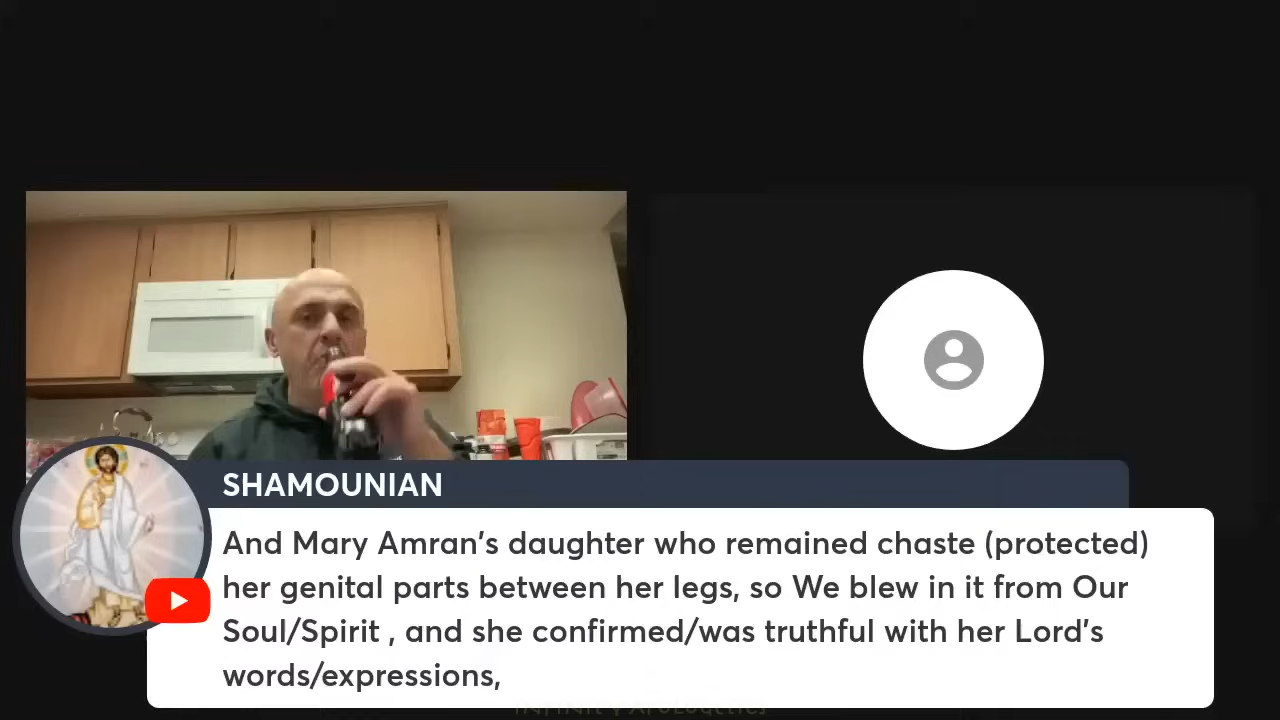 SHAMOUNIAN
And Mary Amran's daughter who remained chaste (protected)
her genital parts between her legs, so We blew in it from Our
Soul/Spirit , and she confirmed/was truthful with her Lord's
words/expressions,